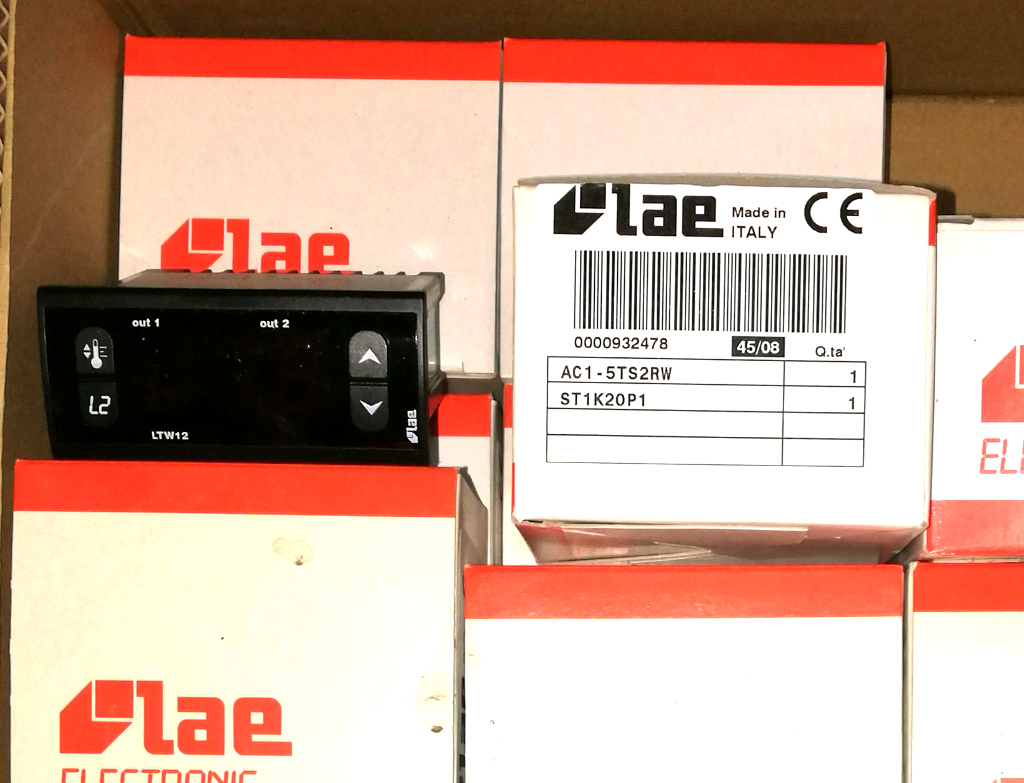 lae
out 1
out 2
L2
LTW12
lae
lae Made in
ITALY CE
0000932478 45/08 Q.ta'
AC1-5TS2RW 1
ST1K20P1 1
lae
ELECTRONIC